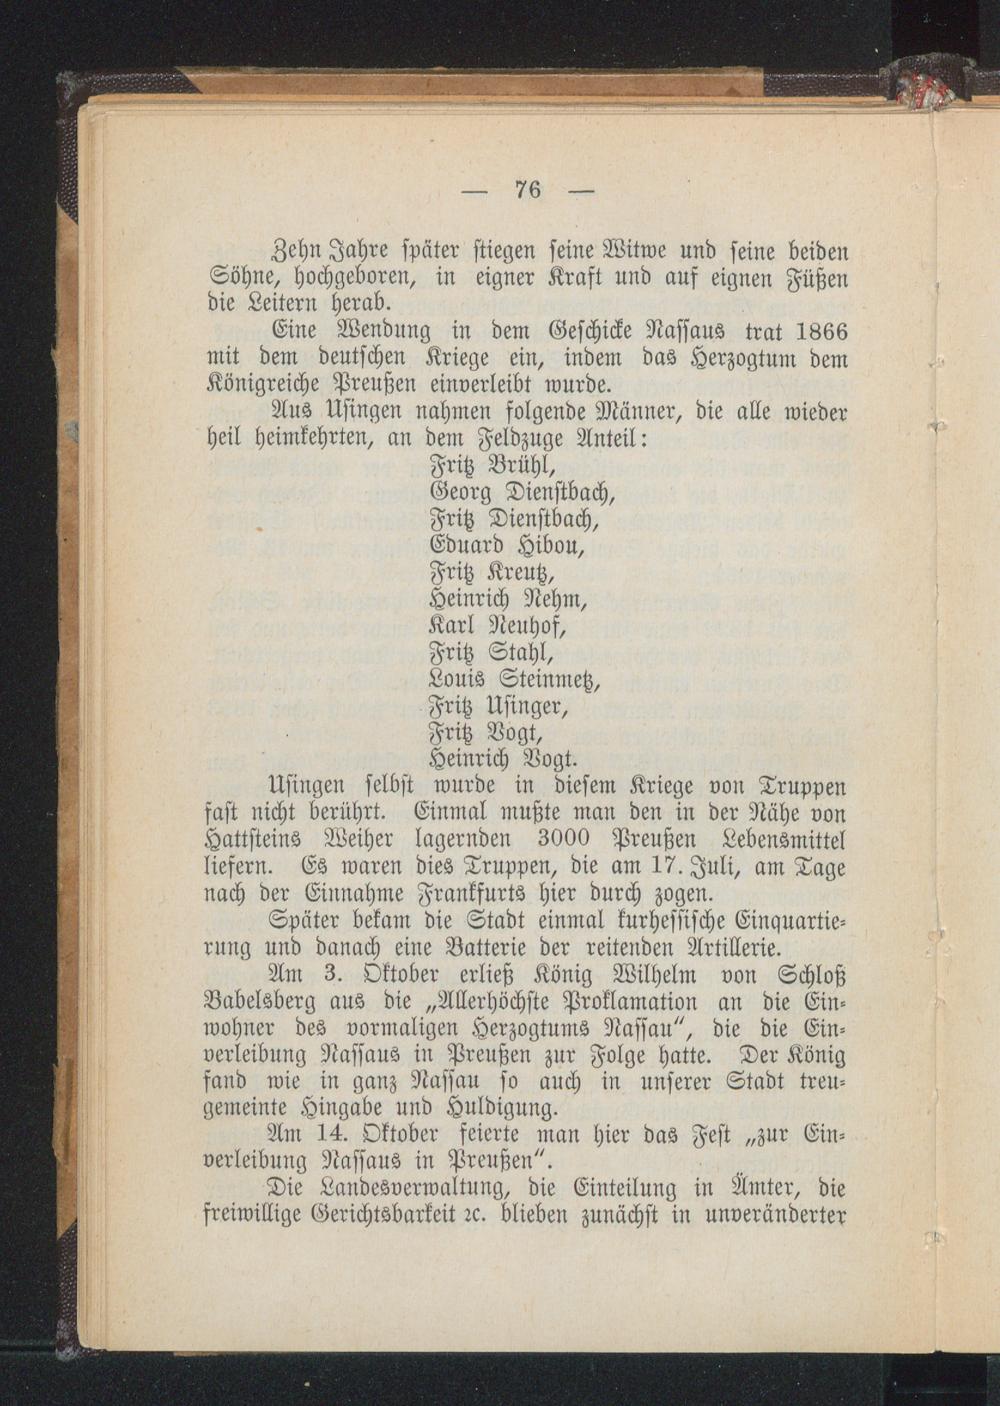 — 76 —
Zehn Jahre später stiegen seine Witwe und seine beiden
Söhne, hochgeboren, in eigner Kraft und auf eignen Füßen
die Leitern herab.
Eine Wendung in dem Geschicke Nassaus trat 1866
mit dem deutschen Kriege ein, indem das Herzogtum dem
Königreiche Preußen einverleibt wurde.
Aus Usingen nahmen folgende Männer, die alle wieder
heil heimkehrten, an dem Feldzuge Anteil:
Fritz Brühl,
Georg Dienstbach,
Fritz Dienstbach,
Eduard Hibou,
Fritz Kreutz,
Heinrich Nehm,
Karl Neuhof,
Fritz Stahl,
Louis Steinmetz,
Fritz Usinger,
Fritz Vogt,
Heinrich Vogt.
Usingen selbst wurde in diesem Kriege von Truppen
fast nicht berührt. Einmal mußte man den in der Nähe von
Hattsteins Weiher lagernden 3000 Preußen Lebensmittel
liefern. Es waren dies Truppen, die am 17. Juli, am Tage
nach der Einnahme Frankfurts hier durch zogen.
Später bekam die Stadt einmal kurhessische Einquartie-
rung und danach eine Batterie der reitenden Artillerie.
Am 3. Oktober erließ König Wilhelm von Schloß
Babelsberg aus die „Allerhöchste Proklamation an die Ein-
wohner des vormaligen Herzogtums Nassau“, die die Ein-
verleibung Nassaus in Preußen zur Folge hatte. Der König
fand wie in ganz Nassau so auch in unserer Stadt treu-
gemeinte Hingabe und Huldigung.
Am 14. Oktober feierte man hier das Fest „zur Ein-
verleibung Nassaus in Preußen“.
Die Landesverwaltung, die Einteilung in Ämter, die
freiwillige Gerichtsbarkeit ꝛc. blieben zunächst in unveränderter